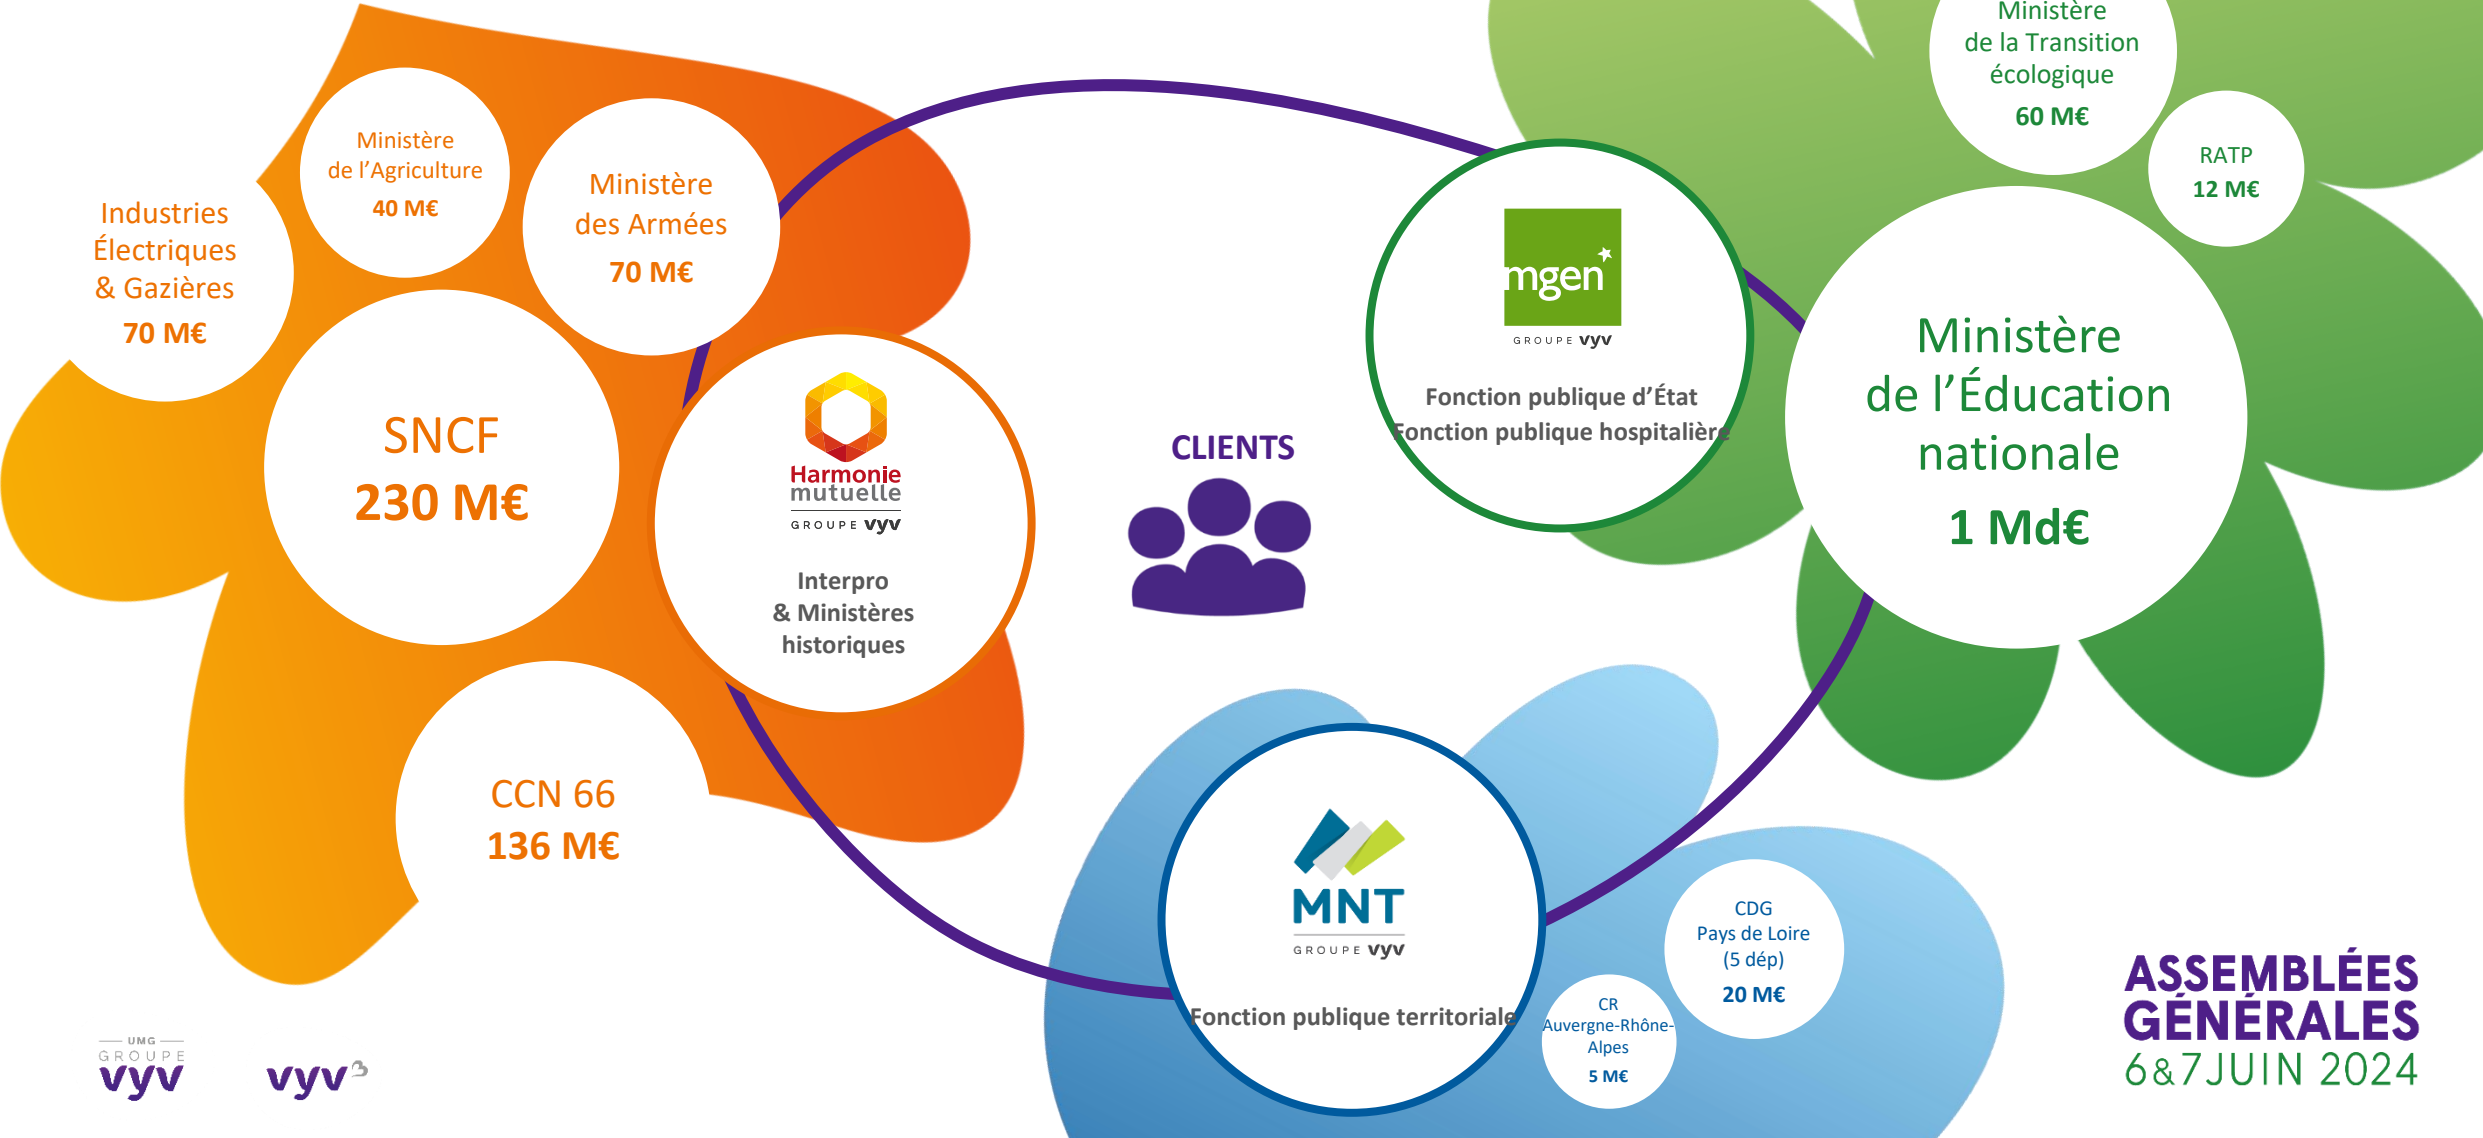 Ministère
de l'Agriculture
40 M€
Ministère
des Armées
70 M€
Industries
Électriques
& Gazières
70 M€
SNCF
230 M€
CCN 66
136 M€
Harmonie
mutuelle
GROUPE vyv
Interpro
& Ministères
historiques
CLIENTS
mgen
GROUPE vyv
Fonction publique d'État
Fonction publique hospitalière
Ministère
de la Transition
écologique
60 M€
RATP
12 M€
Ministère
de l'Éducation
nationale
1 Md€
MNT
GROUPE vyv
Fonction publique territoriale
CDG
Pays de Loire
(5 dép)
20 M€
CR
Auvergne-Rhône-
Alpes
5 M€
UMG
GROUPE
vyv
vyv3
ASSEMBLÉES
GÉNÉRALES
6&7 JUIN 2024